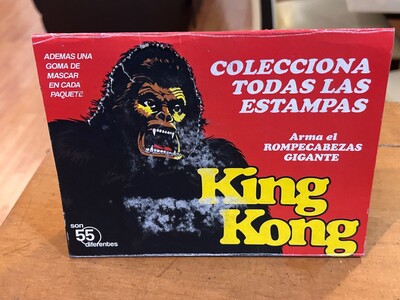 ADEMAS UNA
GOMA DE
MASCAR
EN CADA
PAQUETE
COLECCIONA
TODAS LAS
ESTAMPAS
Arma el
ROMPECABEZAS
GIGANTE
King
Kong
son
55
diferentes